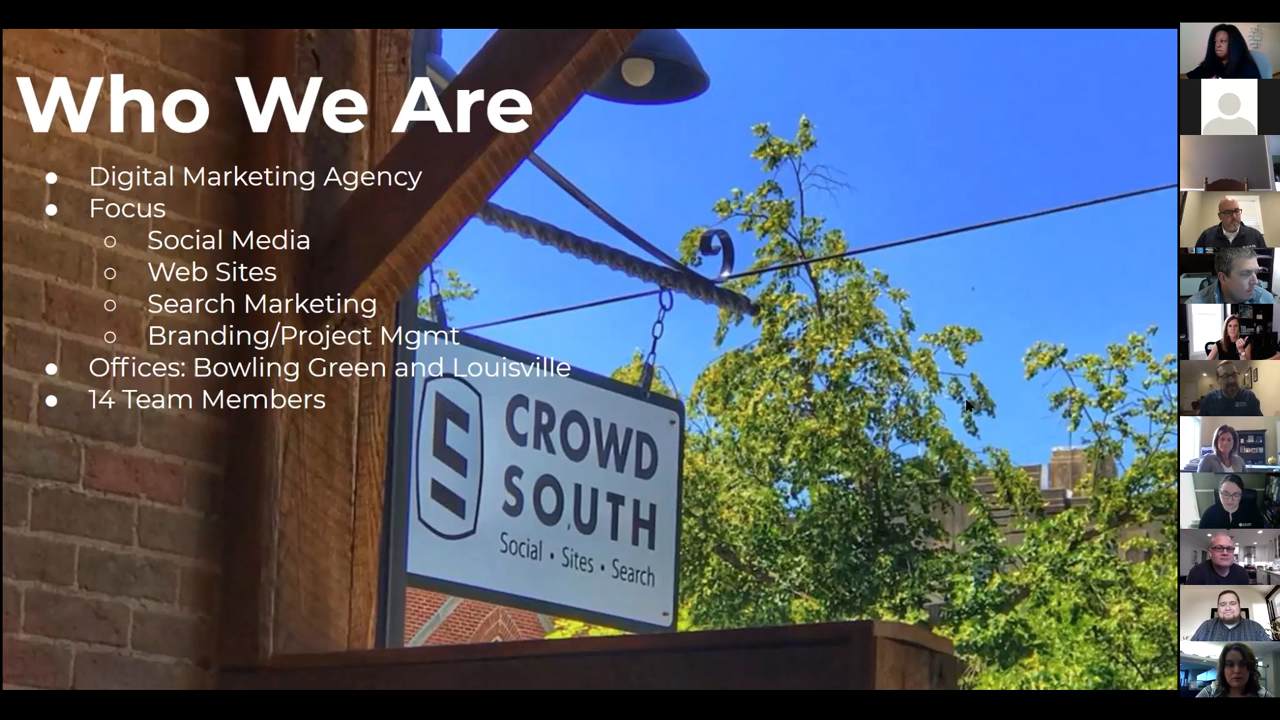 Who We Are
● Digital Marketing Agency
● Focus
○ Social Media
○ Web Sites
○ Search Marketing
○ Branding/Project Mgmt
● Offices: Bowling Green and Louisville
● 14 Team Members
CROWD
SOUTH
Social • Sites • Search